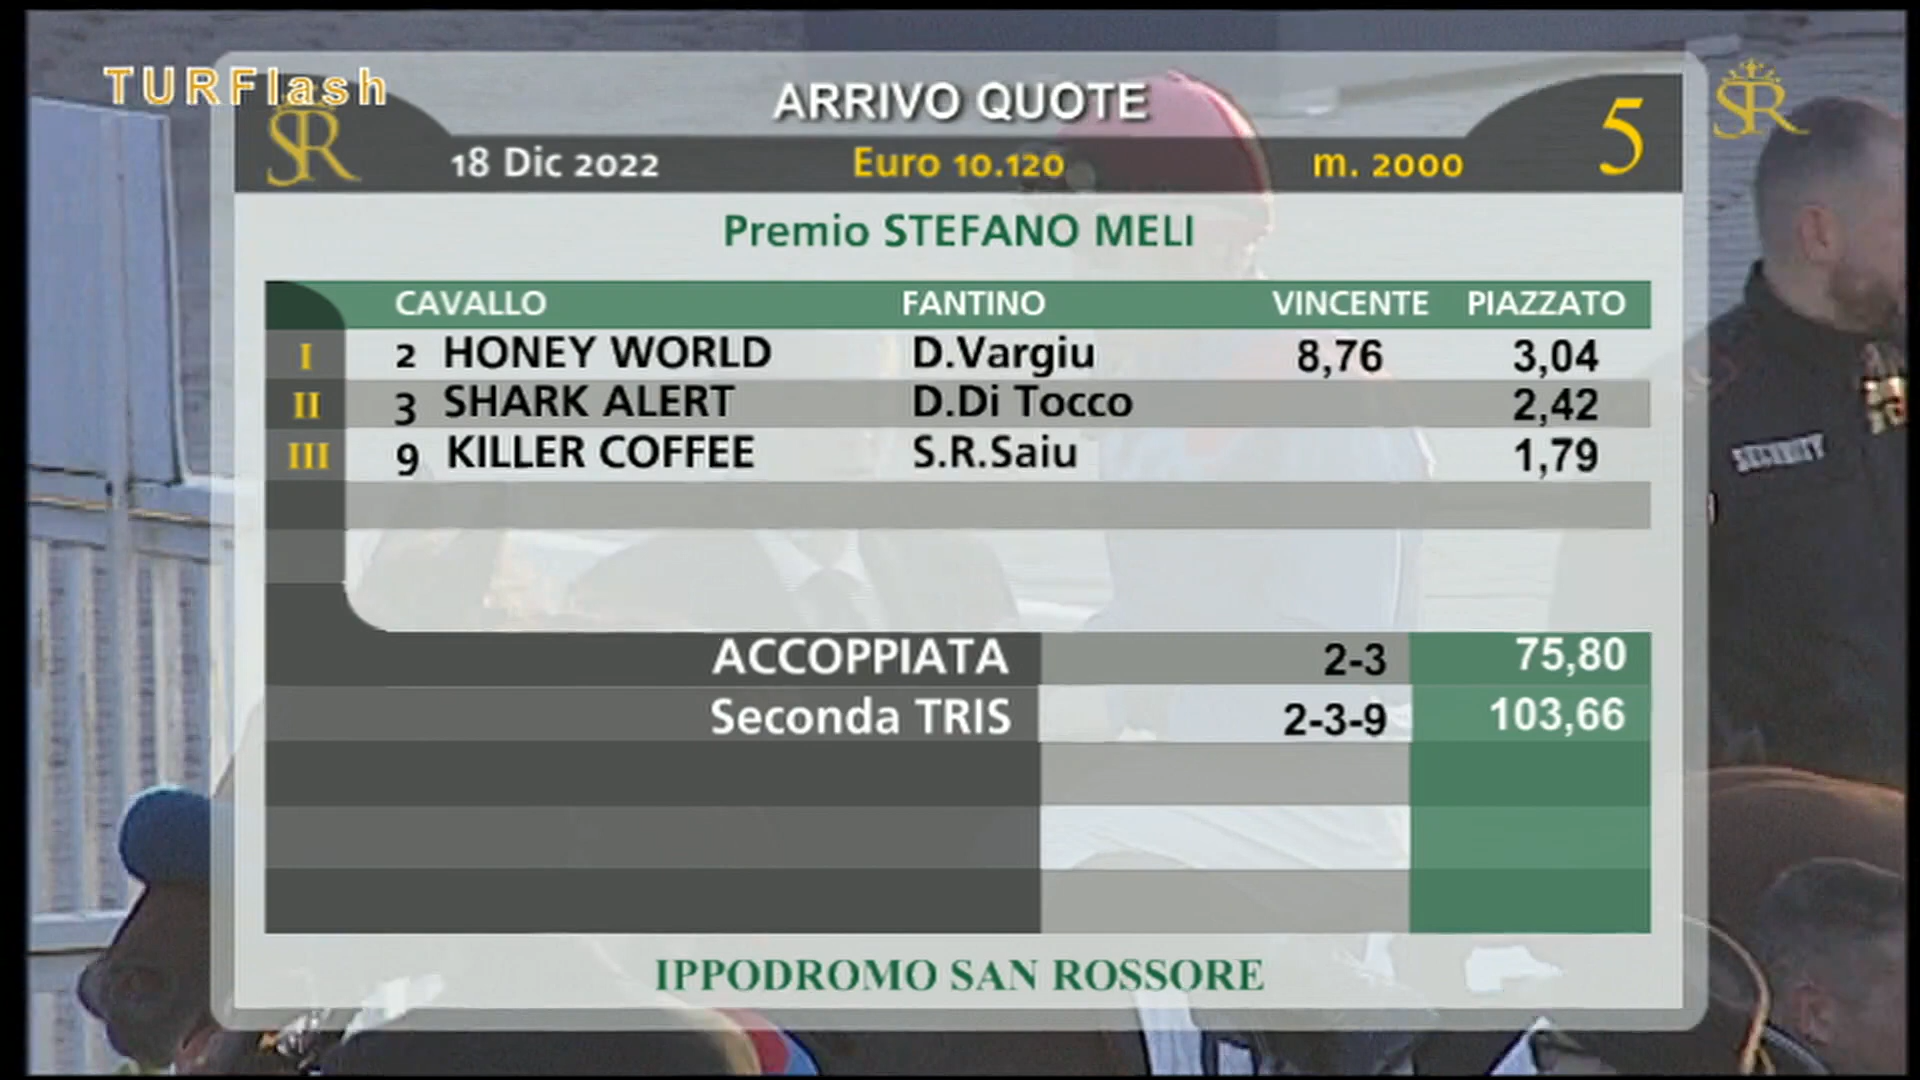 TURFlash
ARRIVO QUOTE
5
SR
SR
18 Dic 2022 Euro 10.120 m. 2000
Premio STEFANO MELI
CAVALLO FANTINO VINCENTE PIAZZATO
I 2 HONEY WORLD D.Vargiu 8,76 3,04
II 3 SHARK ALERT D.Di Tocco 2,42
III 9 KILLER COFFEE S.R.Saiu 1,79
SECURITY
ACCOPPIATA 2-3 75,80
Seconda TRIS 2-3-9 103,66
IPPODROMO SAN ROSSORE